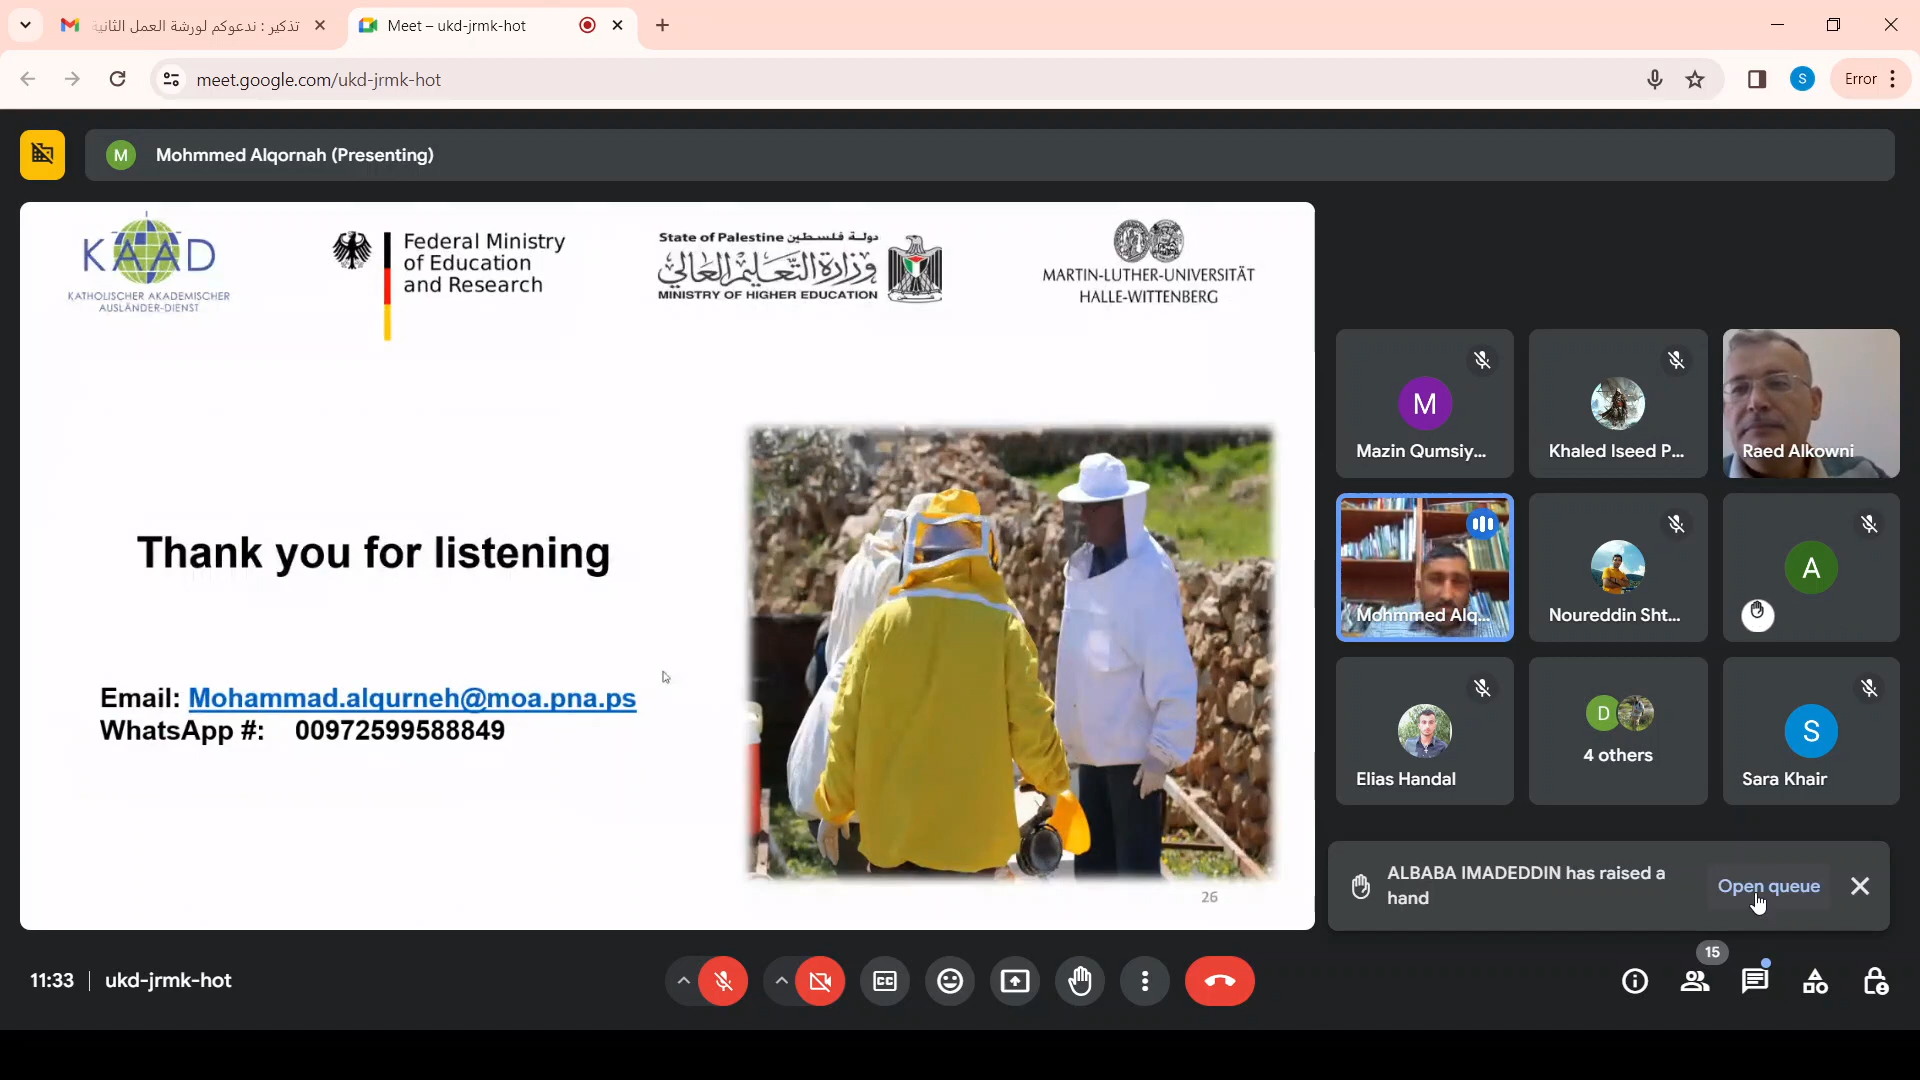 تذكير : ندعوكم لورشة العمل الثانية
Meet – ukd-jrmk-hot
meet.google.com/ukd-jrmk-hot
S
Error
M
Mohmmed Alqornah (Presenting)
KAAD
KATHOLISCHER AKADEMISCHER
AUSLÄNDER-DIENST
Federal Ministry
of Education
and Research
State of Palestine دولة فلسطين
وزارة التعليم العالي
MINISTRY OF HIGHER EDUCATION
MARTIN-LUTHER-UNIVERSITÄT
HALLE-WITTENBERG
Thank you for listening
Email: Mohammad.alqurneh@moa.pna.ps
WhatsApp #: 00972599588849
26
M
Mazin Qumsiy...
Khaled Iseed P...
Raed Alkowni
Mohmmed Alq...
Noureddin Sht...
A
Elias Handal
D
4 others
S
Sara Khair
ALBABA IMADEDDIN has raised a
hand
Open queue
15
11:33
ukd-jrmk-hot
CC